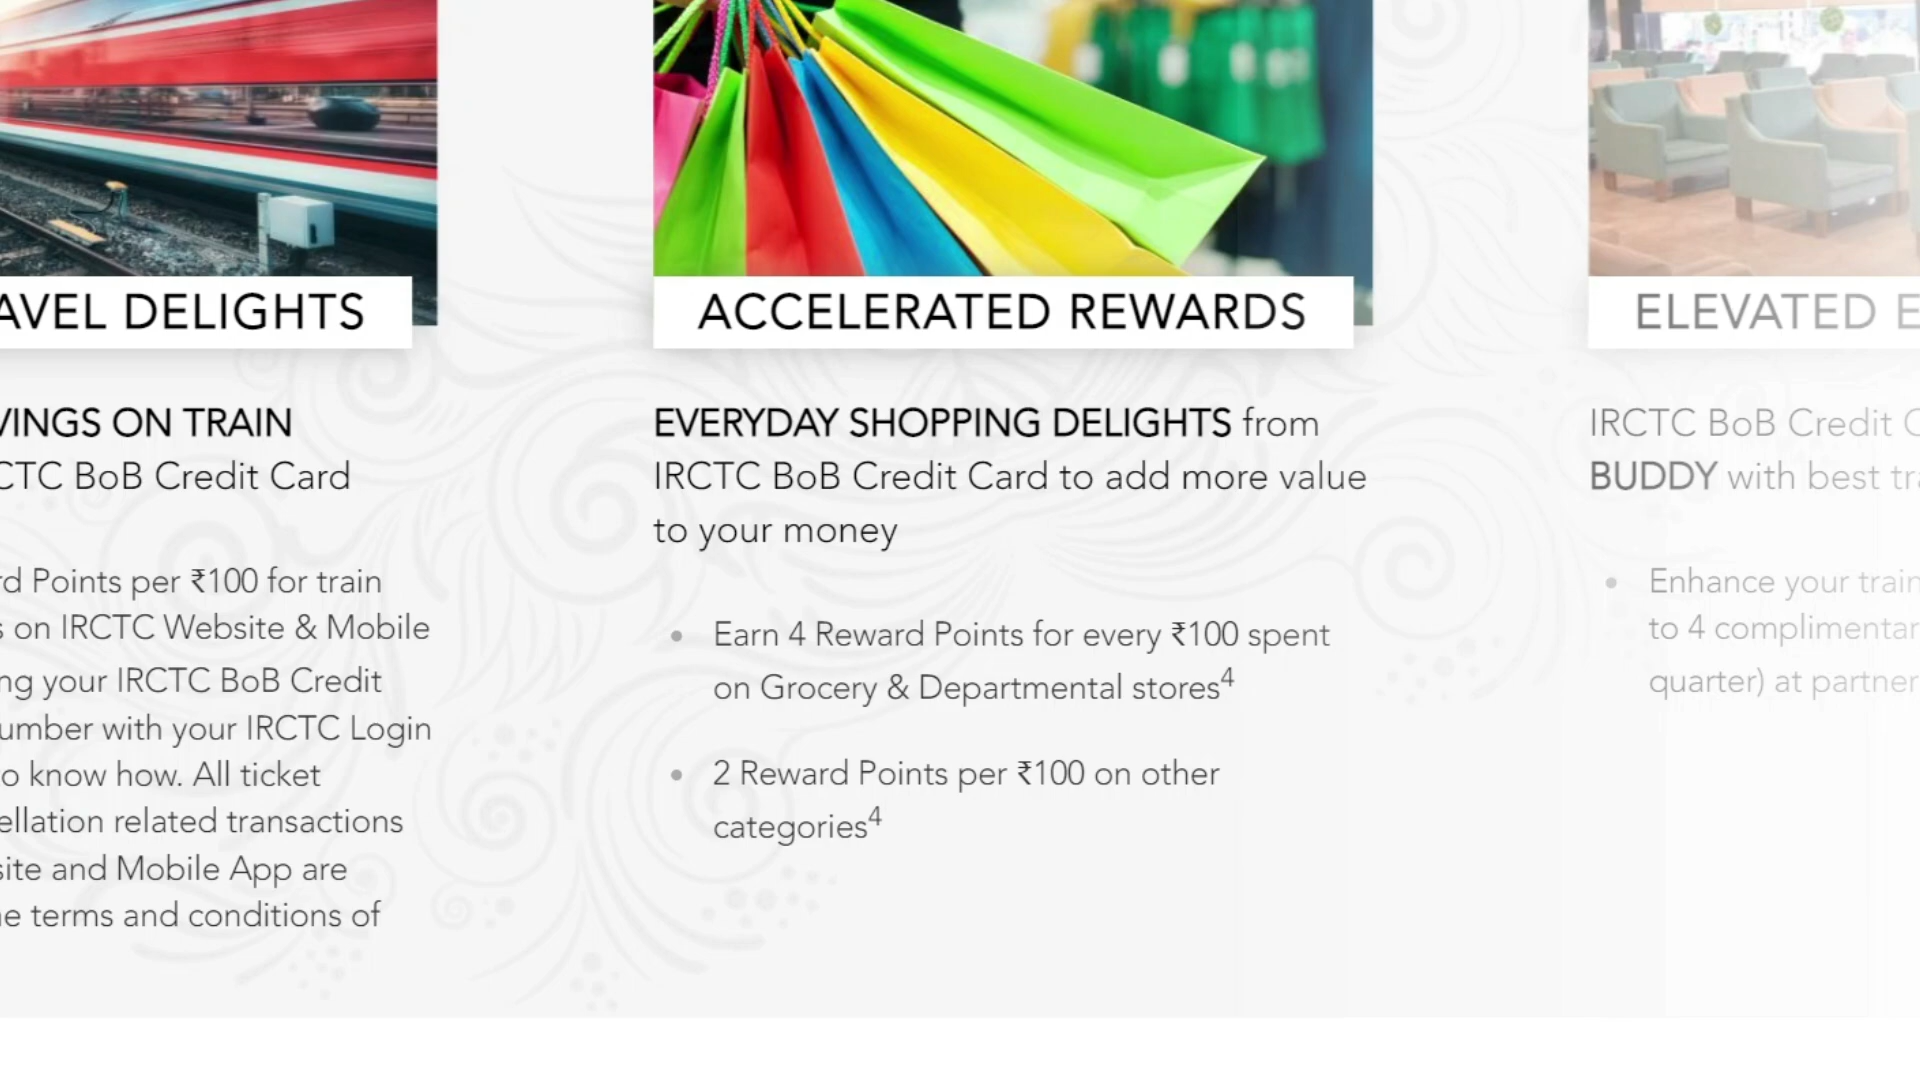 AVEL DELIGHTS
VINGS ON TRAIN
CTC BoB Credit Card
rd Points per ₹100 for train
s on IRCTC Website & Mobile
ng your IRCTC BoB Credit
umber with your IRCTC Login
o know how. All ticket
ellation related transactions
site and Mobile App are
he terms and conditions of
ACCELERATED REWARDS
EVERYDAY SHOPPING DELIGHTS from
IRCTC BoB Credit Card to add more value
to your money
• Earn 4 Reward Points for every ₹100 spent
on Grocery & Departmental stores⁴
• 2 Reward Points per ₹100 on other
categories⁴
ELEVATED E
IRCTC BoB Credit C
BUDDY with best tra
• Enhance your train
to 4 complimentar
quarter) at partner